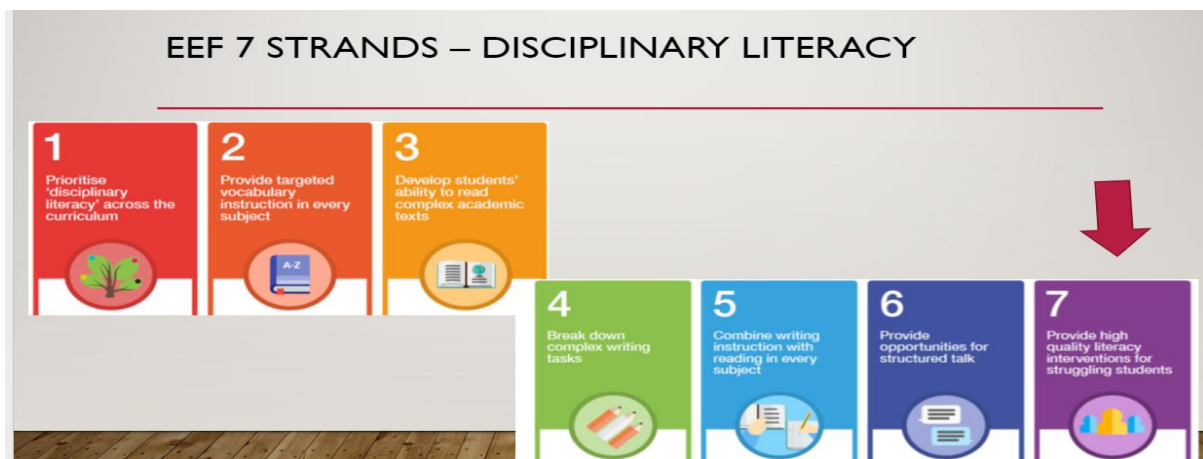 EEF 7 STRANDS – DISCIPLINARY LITERACY
1
Prioritise
‘disciplinary
literacy’ across the
curriculum
2
Provide targeted
vocabulary
instruction in every
subject
A-Z
3
Develop students’
ability to read
complex academic
texts
4
Break down
complex writing
tasks
5
Combine writing
instruction with
reading in every
subject
6
Provide
opportunities for
structured talk
7
Provide high
quality literacy
interventions for
struggling students